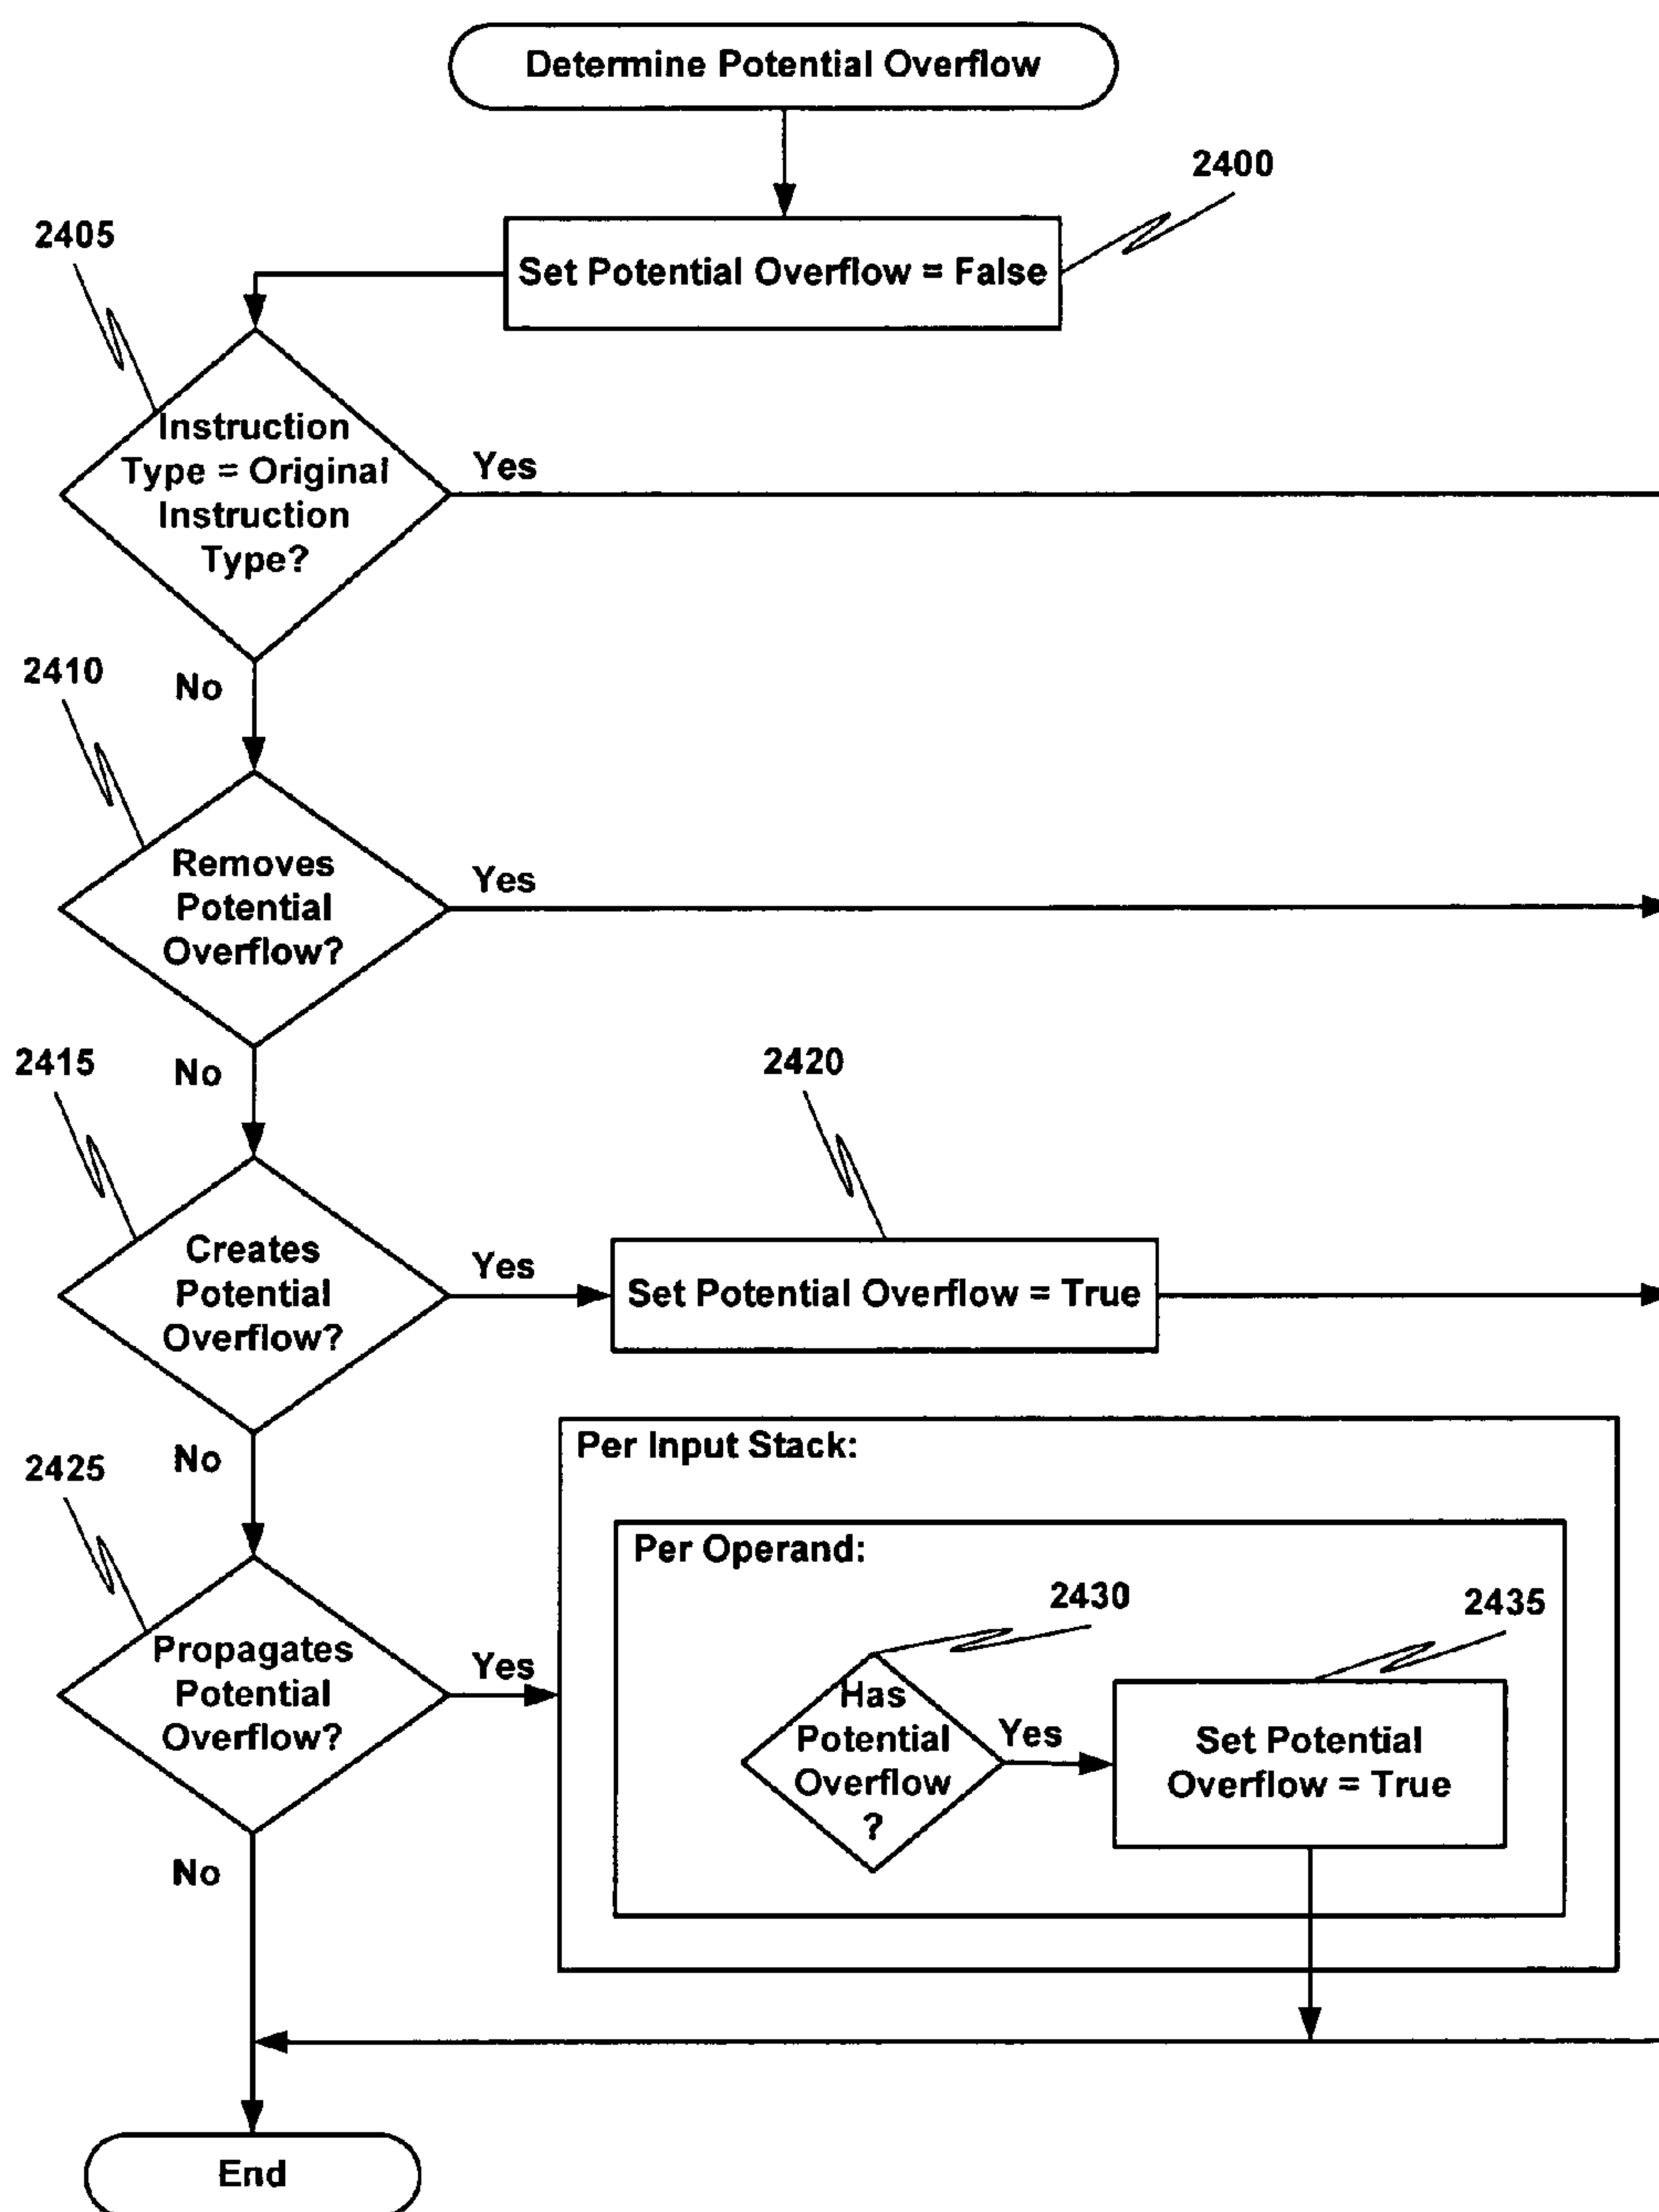 Determine Potential Overflow
2400
Set Potential Overflow = False
2405
Instruction
Type = Original
Instruction
Type?
Yes
No
2410
Removes
Potential
Overflow?
Yes
No
2415
Creates
Potential
Overflow?
Yes
2420
Set Potential Overflow = True
No
2425
Propagates
Potential
Overflow?
Yes
Per Input Stack:
Per Operand:
2430
Has
Potential
Overflow
?
Yes
2435
Set Potential
Overflow = True
No
End